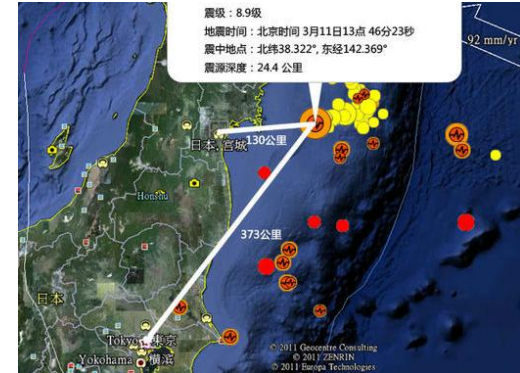 震级：8.9级
地震时间：北京时间 3月11日13点 46分23秒
震中地点：北纬38.322°, 东经142.369°
震源深度：24.4 公里
92 mm/yr
日本, 宫城
130公里
Honshu
373公里
日本
Tokyo 東京
Yokohama 横浜
© 2011 Geocentre Consulting
© 2011 ZENRIN
© 2011 Europa Technologies